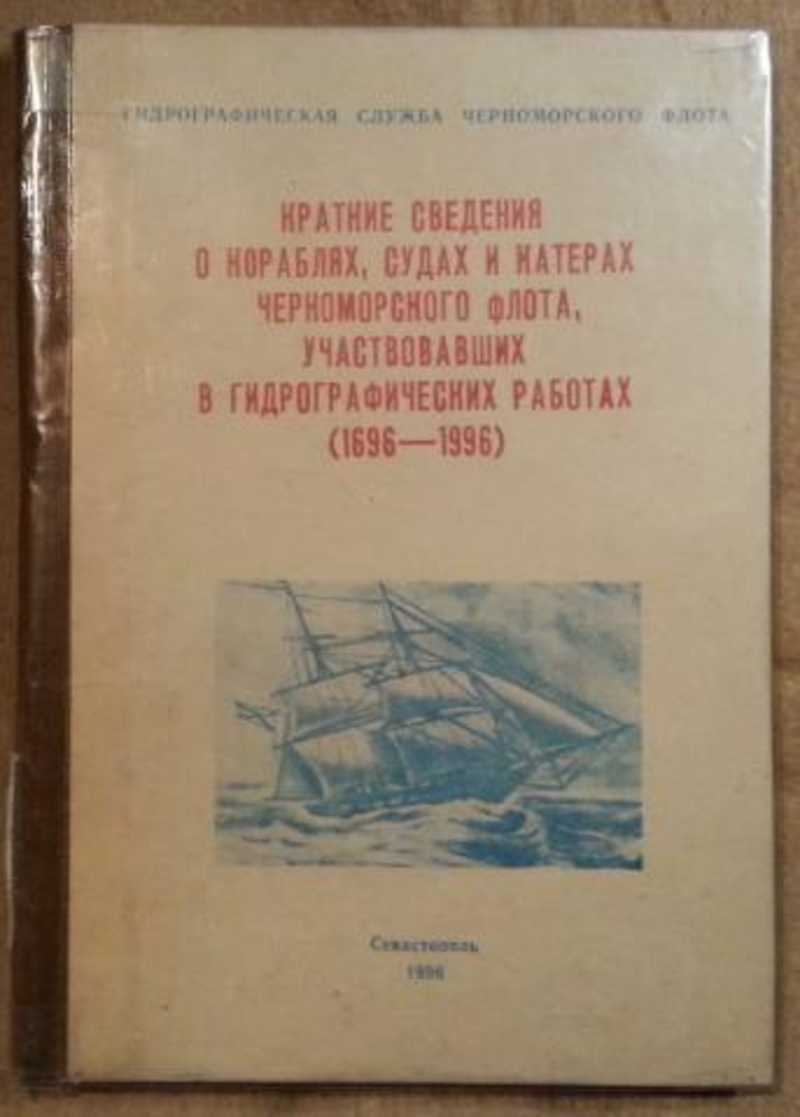 ГИДРОГРАФИЧЕСКАЯ СЛУЖБА ЧЕРНОМОРСКОГО ФЛОТА
КРАТКИЕ СВЕДЕНИЯ
О КОРАБЛЯХ, СУДАХ И КАТЕРАХ
ЧЕРНОМОРСКОГО ФЛОТА,
УЧАСТВОВАВШИХ
В ГИДРОГРАФИЧЕСКИХ РАБОТАХ
(1696—1996)
Севастополь
1996